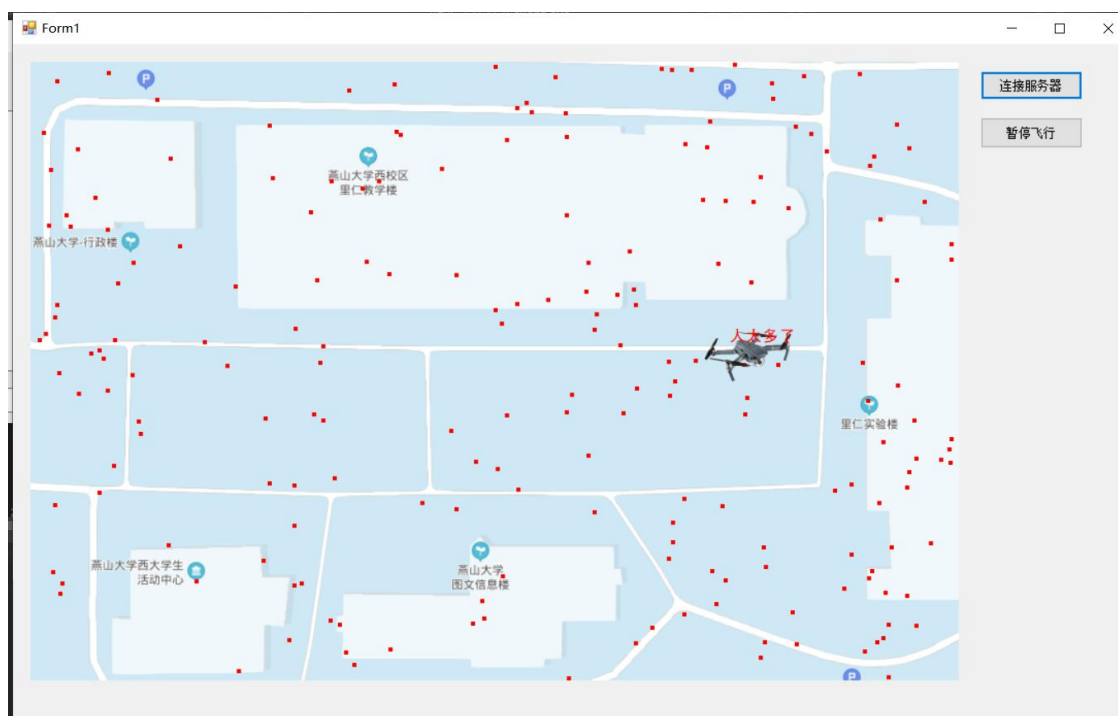 Form1
P
P
连接服务器
暂停飞行
燕山大学西校区
里仁教学楼
燕山大学-行政楼
人太多了
里仁实验楼
燕山大学西大学生
活动中心
燕山大学
图文信息楼
P